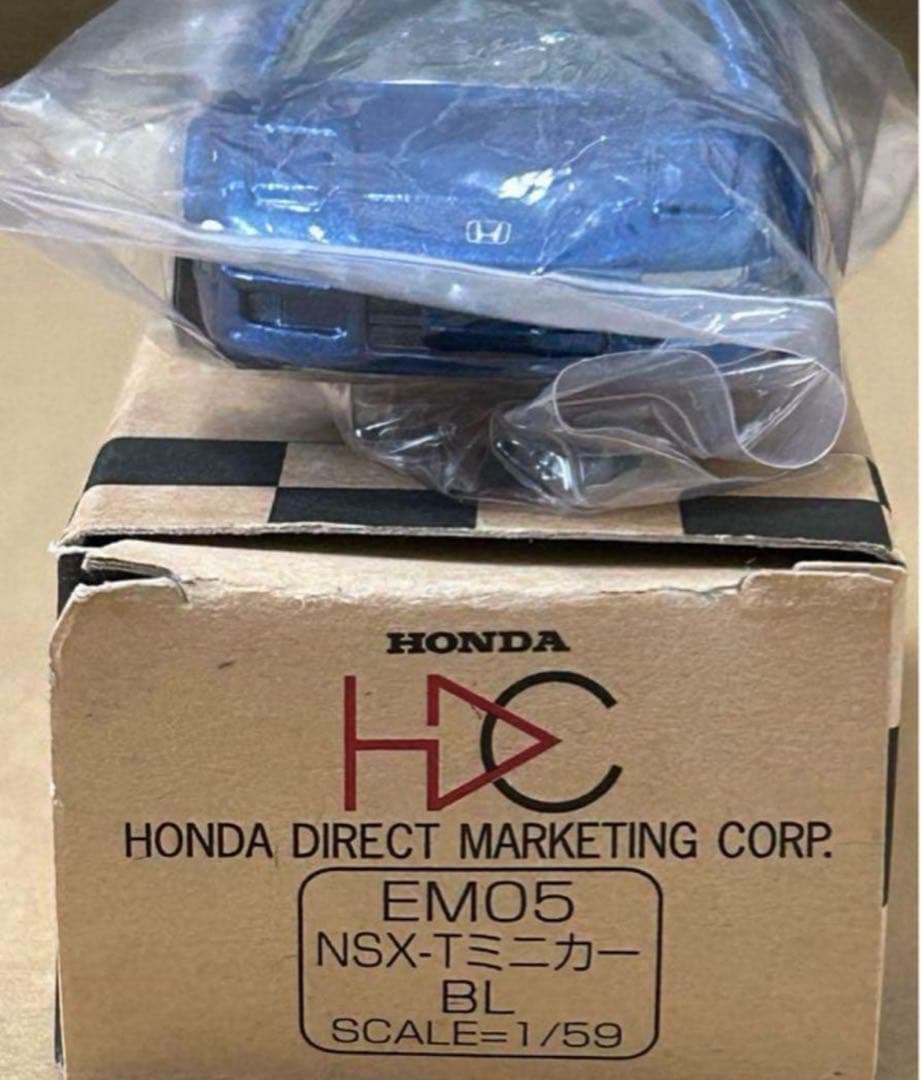 HONDA
HDC
HONDA DIRECT MARKETING CORP.
EM05
NSX-Tミニカー
BL
SCALE=1/59